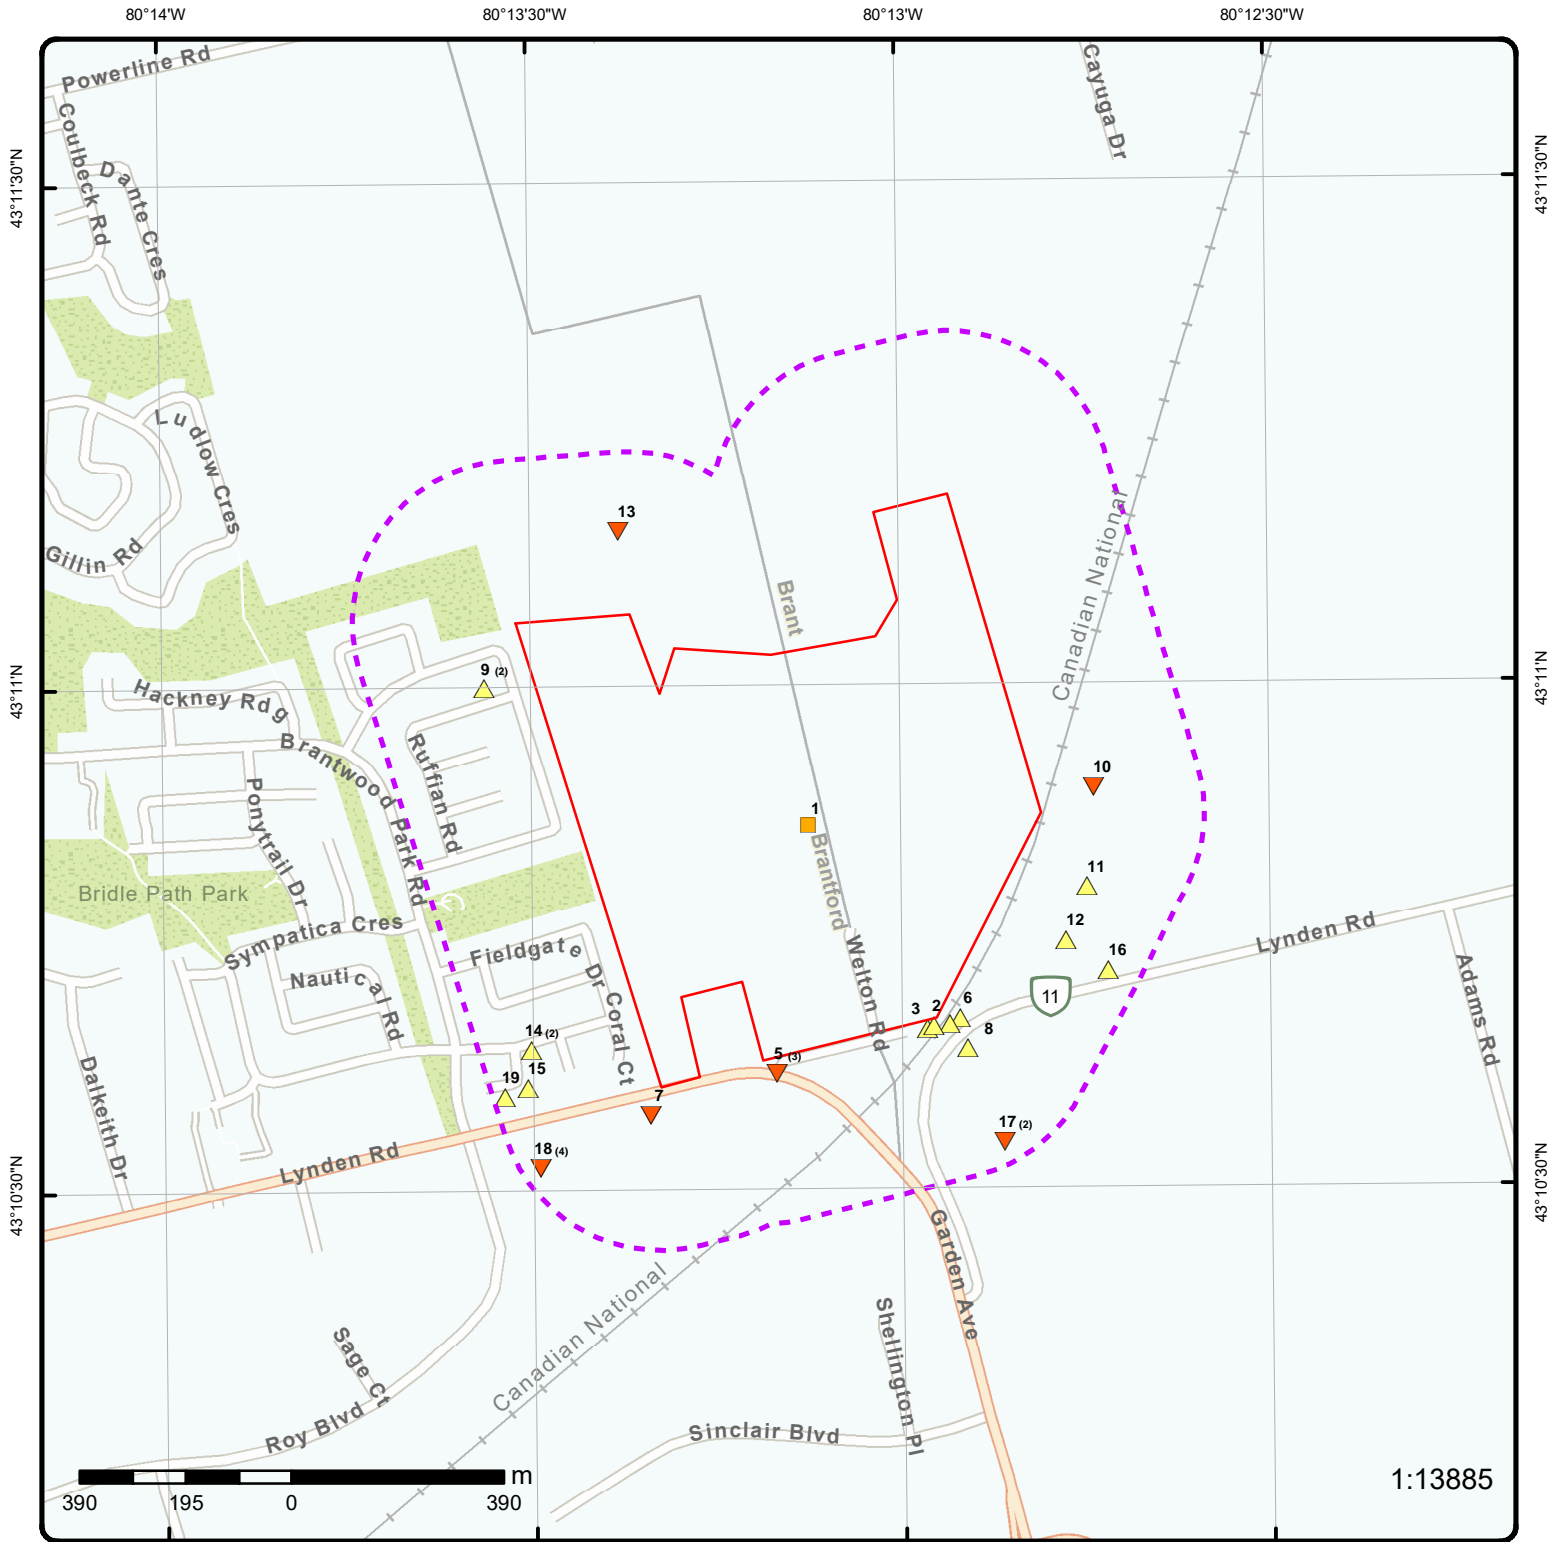 80°14'W
80°13'30"W
80°13'W
80°12'30"W
43°11'30"N
43°11'30"N
43°11'N
43°11'N
43°10'30"N
43°10'30"N
Powerline Rd
Coulbeck Rd
Dante Cres
Cayuga Dr
Ludlow Cres
Gillin Rd
Canadian National
13
Brant
9 (2)
Hackney Rdg
Brantwood Park Rd
Ruffian Rd
Ponytrail Dr
10
1
Brantford
Bridle Path Park
11
12
16
Lynden Rd
Sympatica Cres
Fieldgate Dr
Nautical Rd
Coral Ct
Welton Rd
Adams Rd
11
3
2
6
8
14 (2)
5 (3)
15
19
7
Dalkeith Dr
17 (2)
18 (4)
Lynden Rd
Garden Ave
Canadian National
Shellington Pl
Sage Ct
Roy Blvd
Sinclair Blvd
m
390
195
0
390
1:13885